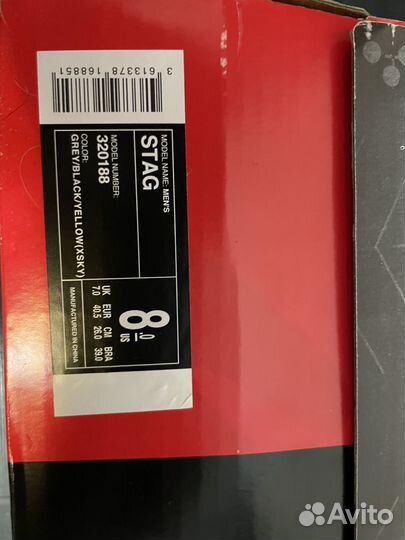 3 613378 168851
MODEL NAME: MEN'S
STAG
MODEL NUMBER:
320188
COLOR:
GREY/BLACK/YELLOW(XSKY)
8.0
US
UK EUR CM BRA
7.0 40.5 26.0 39.0
MANUFACTURED IN CHINA
Avito